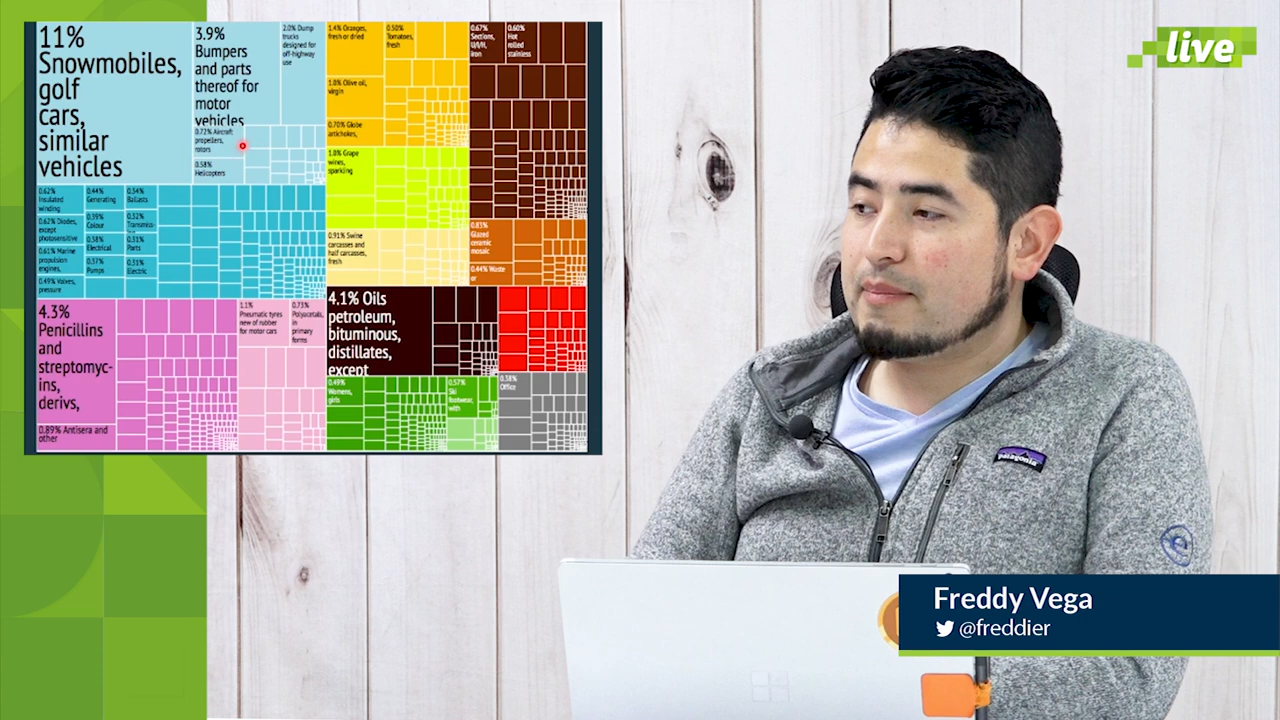 11%
Snowmobiles,
golf
cars,
similar
vehicles
3.9%
Bumpers
and parts
thereof for
motor
vehicles
2.0% Dump
trucks
designed for
off-highway
use
0.72% Aircraft
propellers,
rotors
0.58%
Helicopters
1.4% Oranges,
fresh or dried
0.50%
Tomatoes,
fresh
1.0% Olive oil,
virgin
0.70% Globe
artichokes,
1.0% Grape
wines,
sparkling
0.91% Swine
carcasses and
half carcasses,
fresh
0.67%
Sections,
U/I/H,
iron
0.60%
Hot
rolled
stainless
0.83%
Glazed
ceramic
mosaic
0.44% Waste
or
0.62%
Insulated
winding
0.44%
Generating
0.34%
Ballasts
0.62% Diodes,
except
photosensitive
0.39%
Colour
0.32%
Transmiss-
0.61% Marine
propulsion
engines,
0.38%
Electrical
0.31%
Parts
0.49% Valves,
pressure
0.37%
Pumps
0.31%
Electric
4.3%
Penicillins
and
streptomyc-
ins,
derivs,
0.89% Antisera and
other
1.1%
Pneumatic tyres
new of rubber
for motor cars
0.73%
Polyacetals,
in
primary
forms
4.1% Oils
petroleum,
bituminous,
distillates,
except
0.49%
Womens,
girls
0.37%
Ski
footwear,
with
0.38%
Office
live
patagonia
Freddy Vega
@freddier